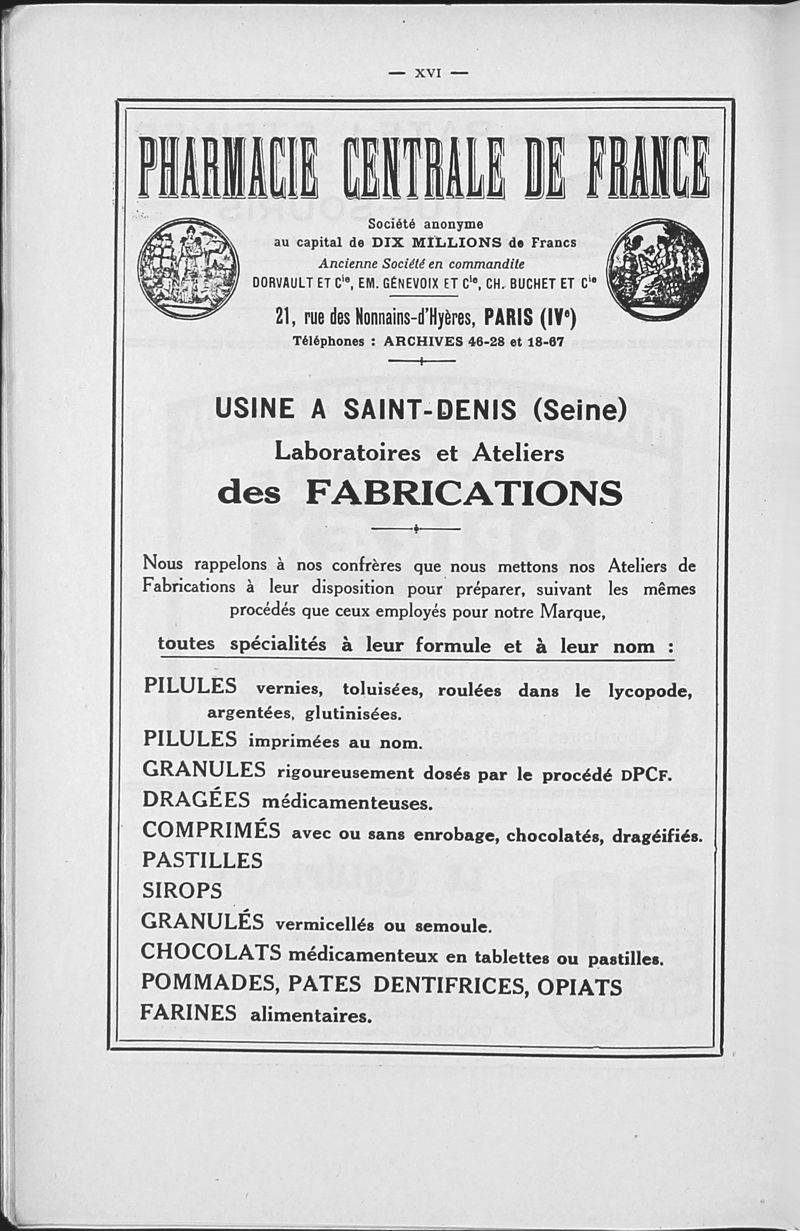 — XVI —
PHARMACIE CENTRALE DE FRANCE
Société anonyme
au capital de DIX MILLIONS de Francs
Ancienne Société en commandite
DORVAULT ET Cie, EM. GÉNEVOIX ET Cie, CH. BUCHET ET Cie
21, rue des Nonnains-d'Hyères, PARIS (IVe)
Téléphones : ARCHIVES 46-28 et 18-67
USINE A SAINT-DENIS (Seine)
Laboratoires et Ateliers
des FABRICATIONS
Nous rappelons à nos confrères que nous mettons nos Ateliers de
Fabrications à leur disposition pour préparer, suivant les mêmes
procédés que ceux employés pour notre Marque,
toutes spécialités à leur formule et à leur nom :
PILULES vernies, toluisées, roulées dans le lycopode,
argentées, glutinisées.
PILULES imprimées au nom.
GRANULES rigoureusement dosés par le procédé DPCF.
DRAGÉES médicamenteuses.
COMPRIMÉS avec ou sans enrobage, chocolatés, dragéifiés.
PASTILLES
SIROPS
GRANULÉS vermicellés ou semoule.
CHOCOLATS médicamenteux en tablettes ou pastilles.
POMMADES, PATES DENTIFRICES, OPIATS
FARINES alimentaires.